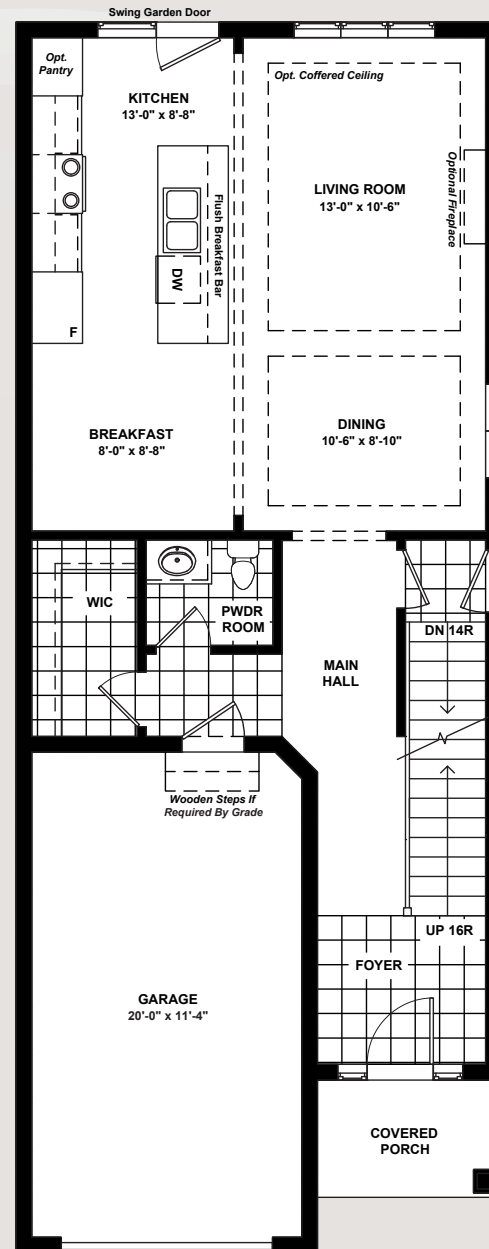 Swing Garden Door
Opt.
Pantry
KITCHEN
13'-0" x 8'-8"
Opt. Coffered Ceiling
LIVING ROOM
13'-0" x 10'-6"
Optional Fireplace
Flush Breakfast Bar
DW
F
BREAKFAST
8'-0" x 8'-8"
DINING
10'-6" x 8'-10"
WIC
PWDR
ROOM
DN 14R
MAIN
HALL
Wooden Steps If
Required By Grade
UP 16R
FOYER
GARAGE
20'-0" x 11'-4"
COVERED
PORCH